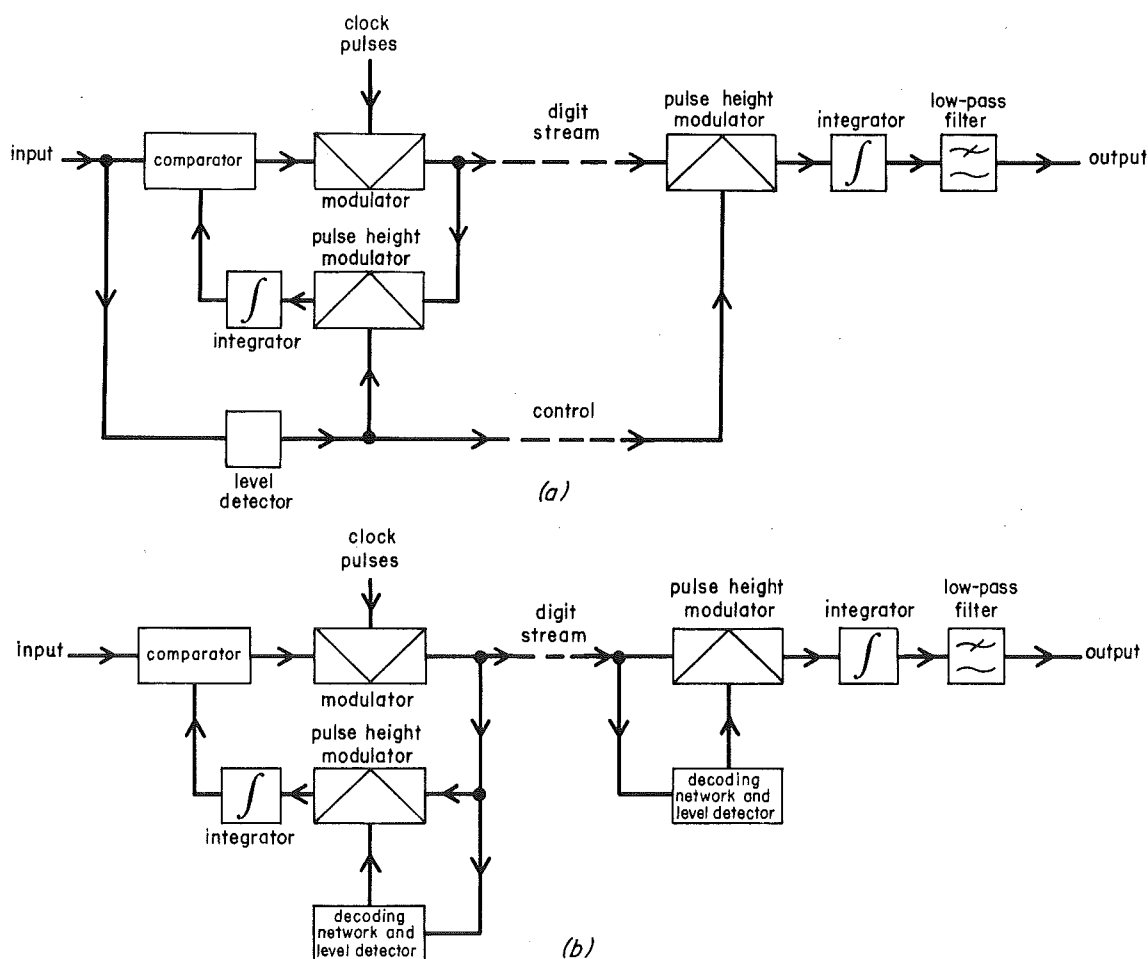 clock
pulses
digit
stream
pulse height
modulator
integrator
low-pass
filter
input
comparator
modulator
output
pulse height
modulator
integrator
control
level
detector
(a)
clock
pulses
digit
stream
pulse height
modulator
integrator
low-pass
filter
input
comparator
modulator
output
pulse height
modulator
integrator
decoding
network and
level detector
decoding
network and
level detector
(b)